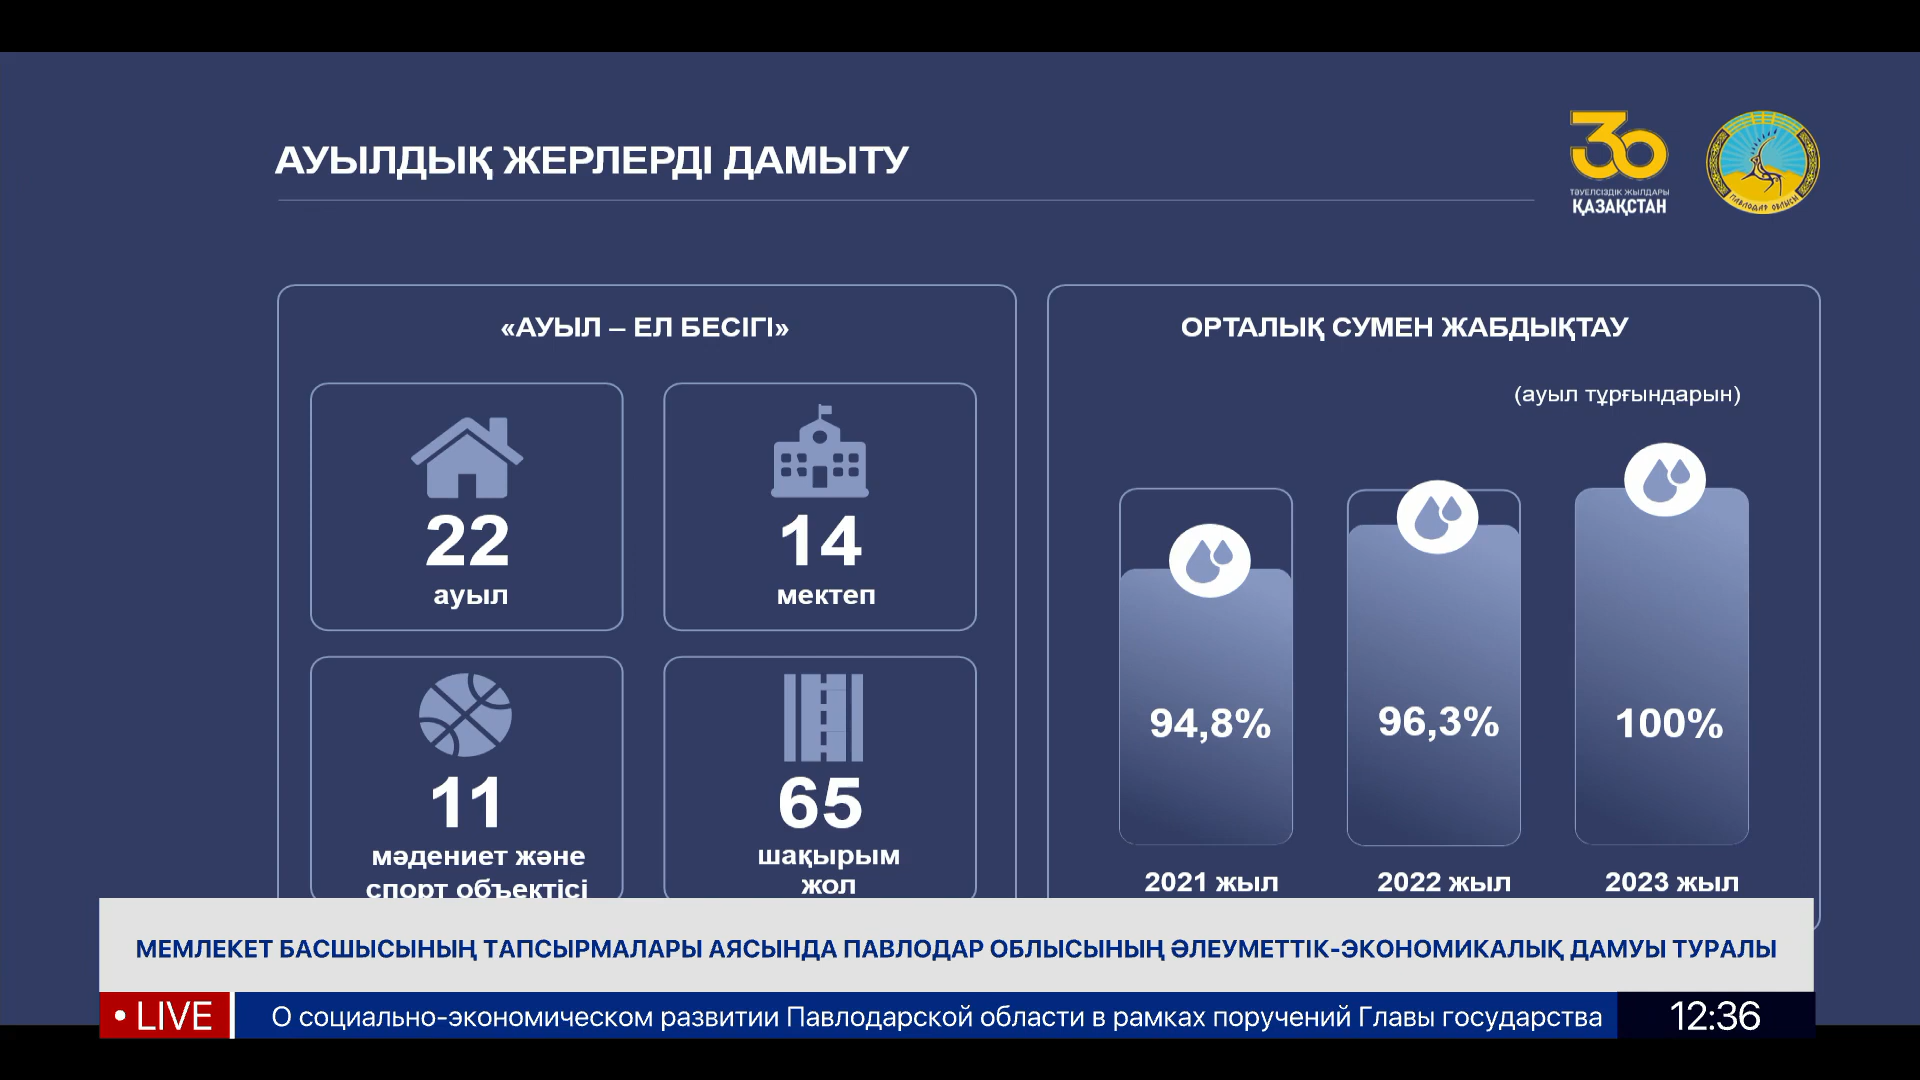 АУЫЛДЫҚ ЖЕРЛЕРДІ ДАМЫТУ
30
ТӘУЕЛСІЗДІК ЖЫЛДАРЫ
ҚАЗАҚСТАН
ПАВЛОДАР ОБЛЫСЫ
«АУЫЛ – ЕЛ БЕСІГІ»
22
ауыл
14
мектеп
11
мәдениет және
спорт объектісі
65
шақырым
жол
ОРТАЛЫҚ СУМЕН ЖАБДЫҚТАУ
(ауыл тұрғындарын)
94,8%
96,3%
100%
2021 жыл
2022 жыл
2023 жыл
МЕМЛЕКЕТ БАСШЫСЫНЫҢ ТАПСЫРМАЛАРЫ АЯСЫНДА ПАВЛОДАР ОБЛЫСЫНЫҢ ӘЛЕУМЕТТІК-ЭКОНОМИКАЛЫҚ ДАМУЫ ТУРАЛЫ
• LIVE
О социально-экономическом развитии Павлодарской области в рамках поручений Главы государства
12:36